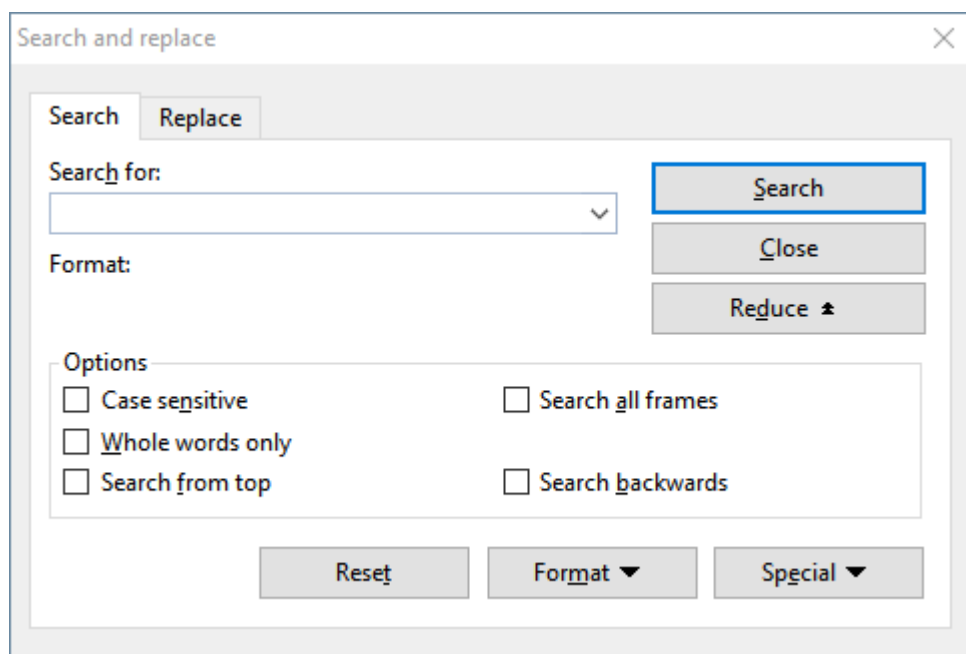 Search and replace
Search
Replace
Search for:
Search
Format:
Close
Reduce
Options
Case sensitive
Search all frames
Whole words only
Search from top
Search backwards
Reset
Format
Special